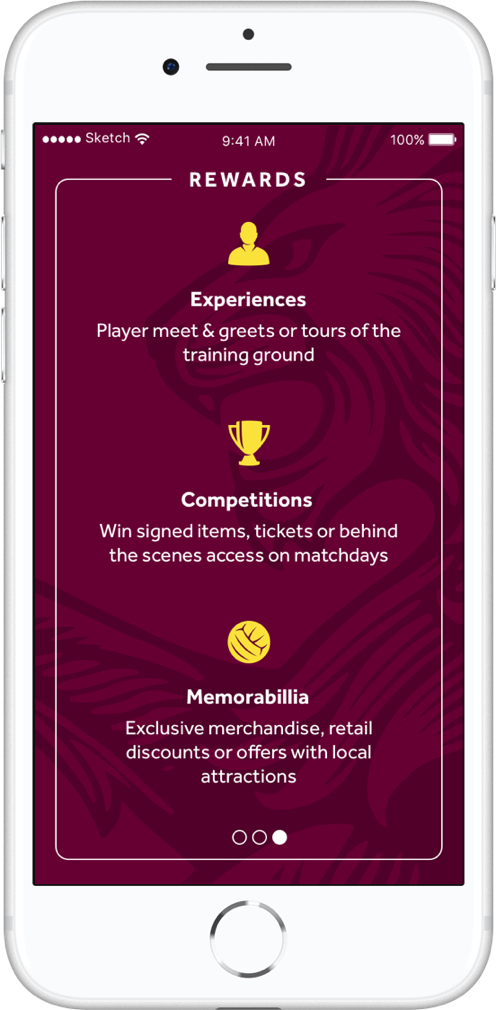 Sketch 9:41 AM 100%
REWARDS
Experiences
Player meet & greets or tours of the
training ground
Competitions
Win signed items, tickets or behind
the scenes access on matchdays
Memorabillia
Exclusive merchandise, retail
discounts or offers with local
attractions